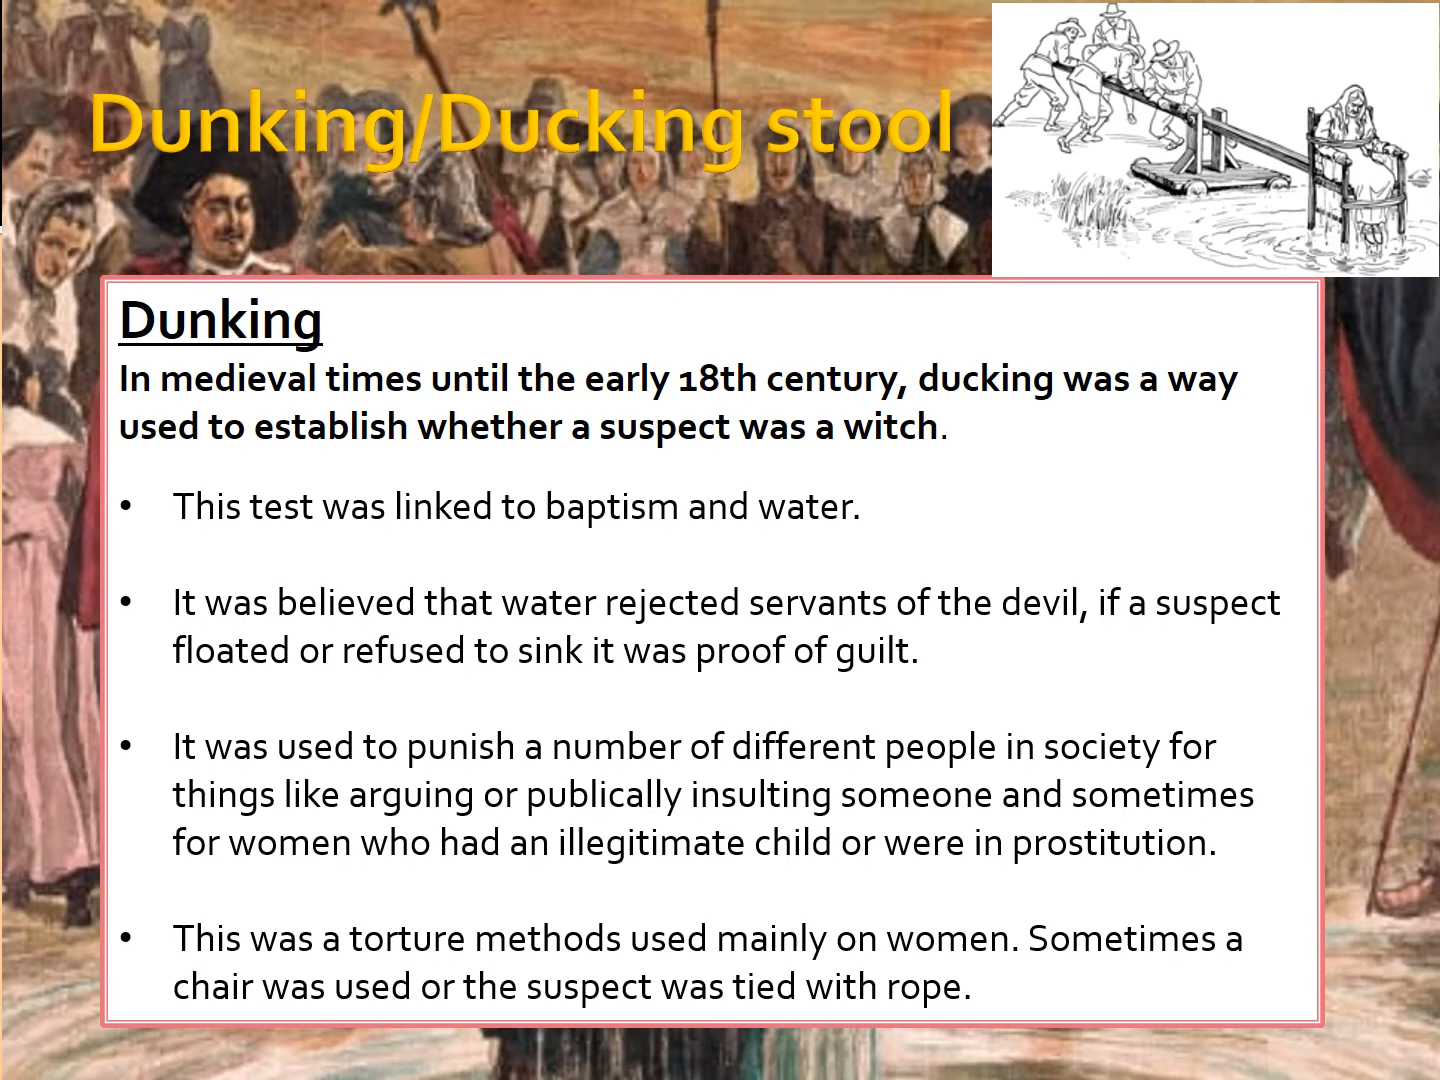 Dunking/Ducking stool
Dunking
In medieval times until the early 18th century, ducking was a way
used to establish whether a suspect was a witch.
• This test was linked to baptism and water.
• It was believed that water rejected servants of the devil, if a suspect
floated or refused to sink it was proof of guilt.
• It was used to punish a number of different people in society for
things like arguing or publically insulting someone and sometimes
for women who had an illegitimate child or were in prostitution.
• This was a torture methods used mainly on women. Sometimes a
chair was used or the suspect was tied with rope.